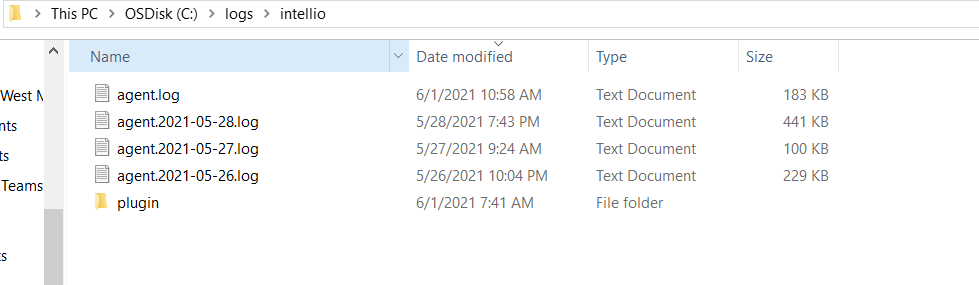 This PC > OSDisk (C:) > logs > intellio
Name Date modified Type Size
agent.log 6/1/2021 10:58 AM Text Document 183 KB
West M
agent.2021-05-28.log 5/28/2021 7:43 PM Text Document 441 KB
nts
agent.2021-05-27.log 5/27/2021 9:24 AM Text Document 100 KB
ts
agent.2021-05-26.log 5/26/2021 10:04 PM Text Document 229 KB
Teams
plugin 6/1/2021 7:41 AM File folder
ts